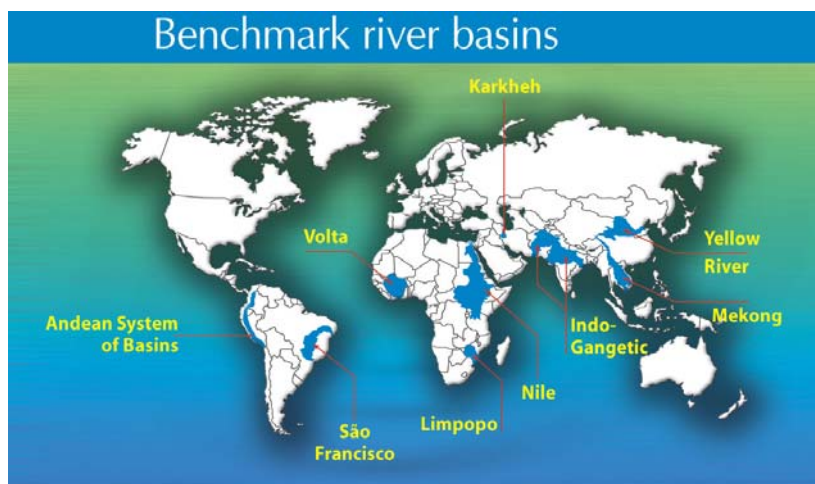 Benchmark river basins
Karkheh
Volta
Yellow
River
Andean System
of Basins
Mekong
Indo-
Gangetic
Nile
Limpopo
São
Francisco